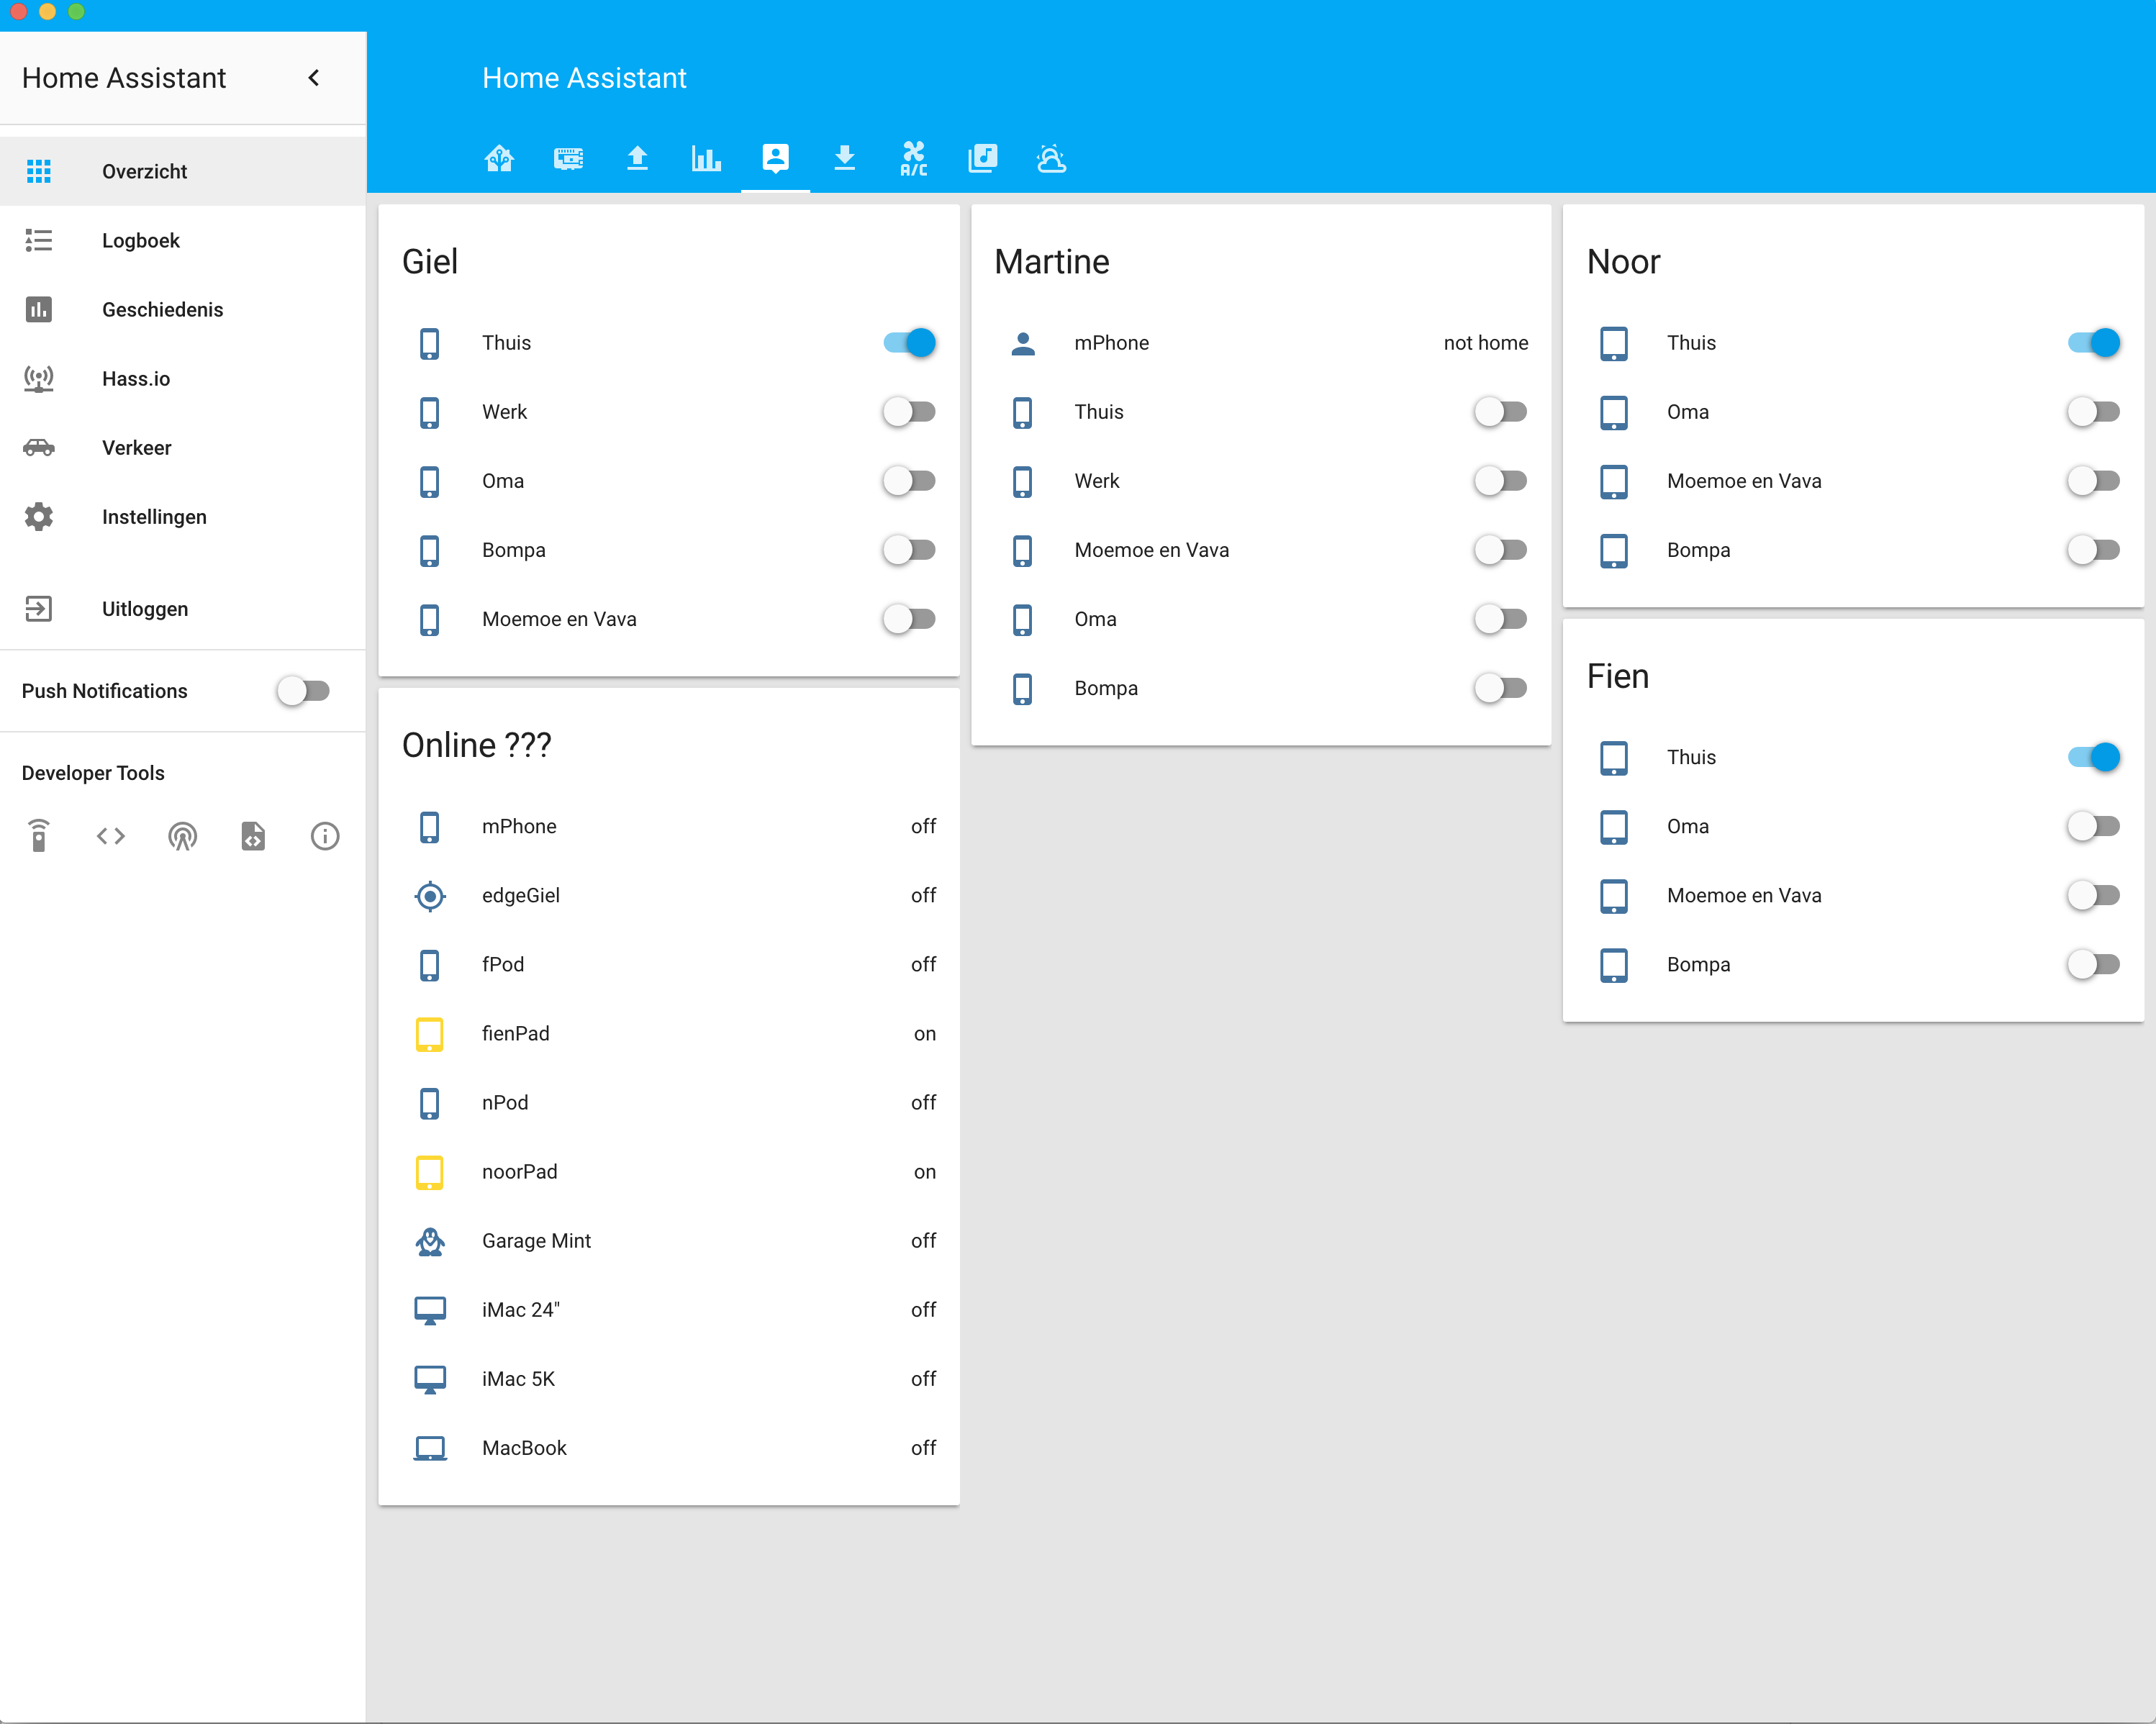 Home Assistant
Overzicht
Logboek
Geschiedenis
Hass.io
Verkeer
Instellingen
Uitloggen
Push Notifications
Developer Tools
Home Assistant
A/C
Giel
Thuis
Werk
Oma
Bompa
Moemoe en Vava
Online ???
mPhone off
edgeGiel off
fPod off
fienPad on
nPod off
noorPad on
Garage Mint off
iMac 24" off
iMac 5K off
MacBook off
Martine
mPhone not home
Thuis
Werk
Moemoe en Vava
Oma
Bompa
Noor
Thuis
Oma
Moemoe en Vava
Bompa
Fien
Thuis
Oma
Moemoe en Vava
Bompa